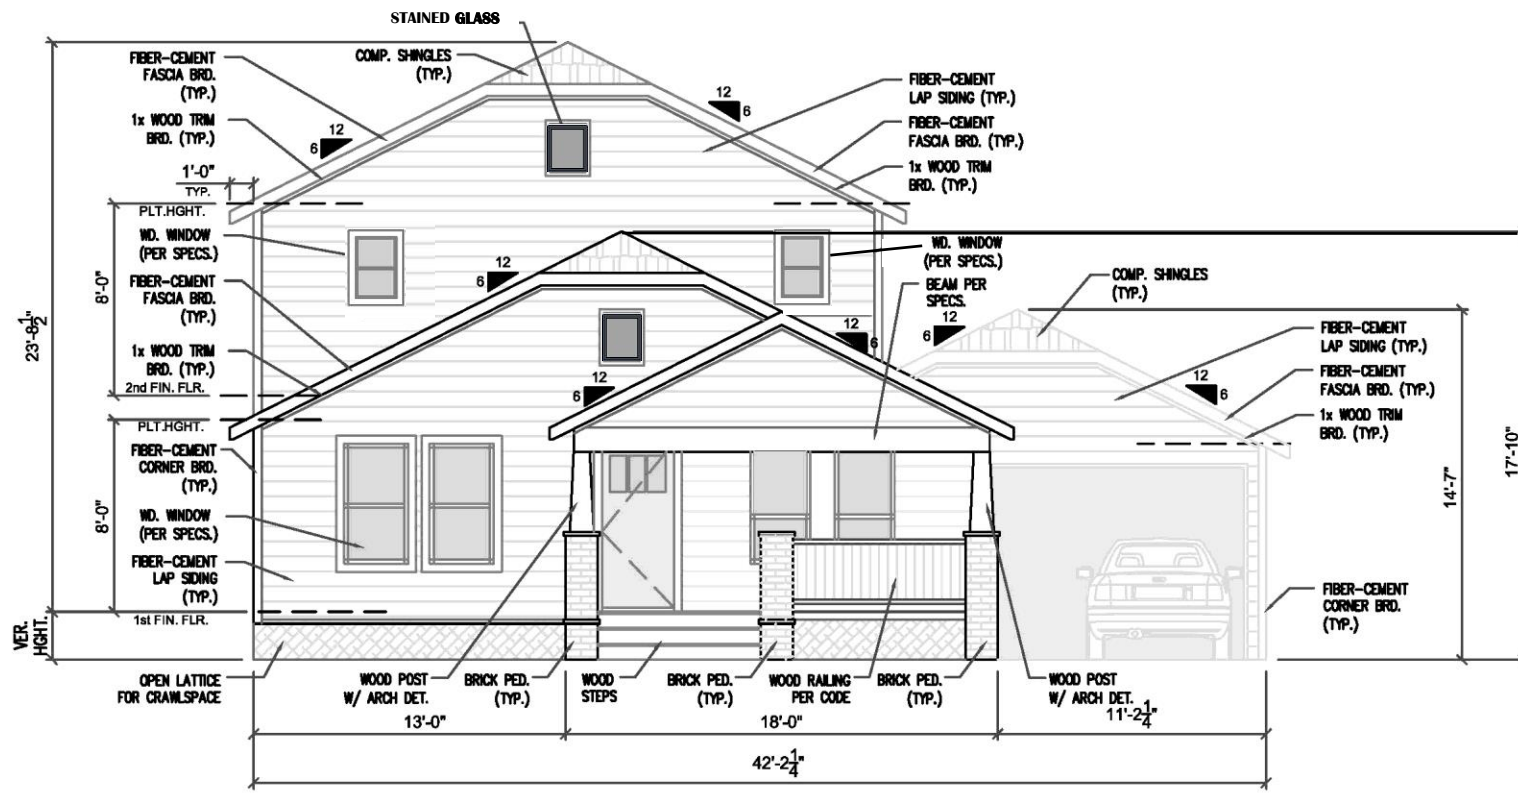 STAINED GLASS
FIBER-CEMENT
FASCIA BRD.
(TYP.)
COMP. SHINGLES
(TYP.)
FIBER-CEMENT
LAP SIDING (TYP.)
12
6
FIBER-CEMENT
FASCIA BRD. (TYP.)
1x WOOD TRIM
BRD. (TYP.)
12
6
1x WOOD TRIM
BRD. (TYP.)
1'-0"
TYP.
PLT.HGHT.
WD. WINDOW
(PER SPECS.)
WD. WINDOW
(PER SPECS.)
12
6
FIBER-CEMENT
FASCIA BRD.
(TYP.)
8'-0"
BEAM PER
SPECS.
COMP. SHINGLES
(TYP.)
23'-8 1/2"
12
6
12
6
FIBER-CEMENT
LAP SIDING (TYP.)
1x WOOD TRIM
BRD. (TYP.)
2nd FIN. FLR.
12
6
12
6
FIBER-CEMENT
FASCIA BRD. (TYP.)
1x WOOD TRIM
BRD. (TYP.)
PLT.HGHT.
FIBER-CEMENT
CORNER BRD.
(TYP.)
17'-10"
14'-7"
8'-0"
WD. WINDOW
(PER SPECS.)
FIBER-CEMENT
LAP SIDING
(TYP.)
FIBER-CEMENT
CORNER BRD.
(TYP.)
1st FIN. FLR.
VER.
HGHT.
OPEN LATTICE
FOR CRAWLSPACE
WOOD POST
W/ ARCH DET.
BRICK PED.
(TYP.)
WOOD
STEPS
BRICK PED.
(TYP.)
WOOD RAILING
PER CODE
BRICK PED.
(TYP.)
WOOD POST
W/ ARCH DET.
13'-0"
18'-0"
11'-2 1/4"
42'-2 1/4"